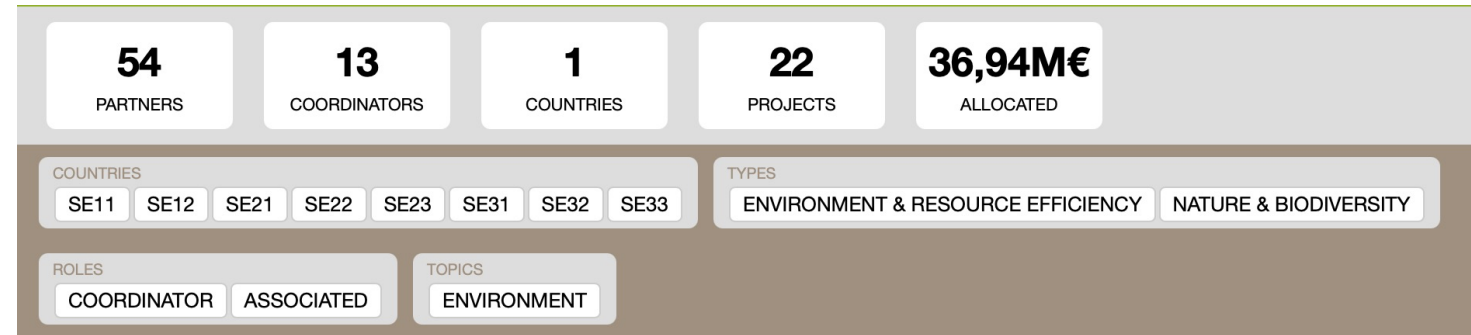 54 13 1 22 36,94M€
PARTNERS COORDINATORS COUNTRIES PROJECTS ALLOCATED
COUNTRIES TYPES
SE11 SE12 SE21 SE22 SE23 SE31 SE32 SE33 ENVIRONMENT & RESOURCE EFFICIENCY NATURE & BIODIVERSITY
ROLES TOPICS
COORDINATOR ASSOCIATED ENVIRONMENT